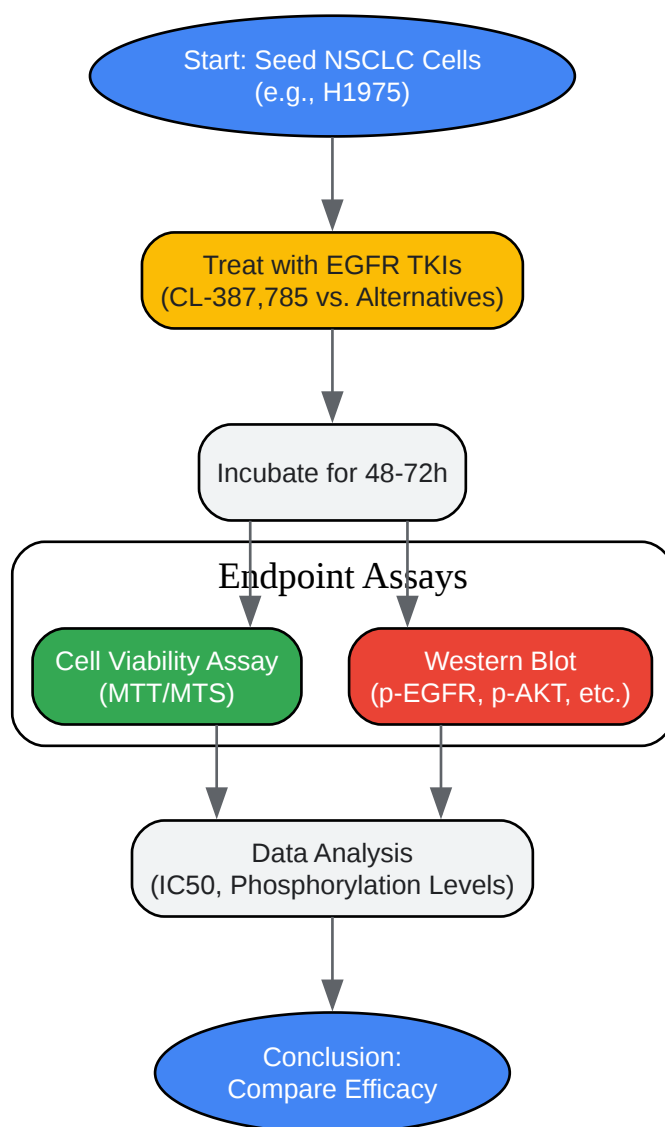 Start: Seed NSCLC Cells
(e.g., H1975)
Treat with EGFR TKIs
(CL-387,785 vs. Alternatives)
Incubate for 48-72h
Endpoint Assays
Cell Viability Assay
(MTT/MTS)
Western Blot
(p-EGFR, p-AKT, etc.)
Data Analysis
(IC50, Phosphorylation Levels)
Conclusion:
Compare Efficacy